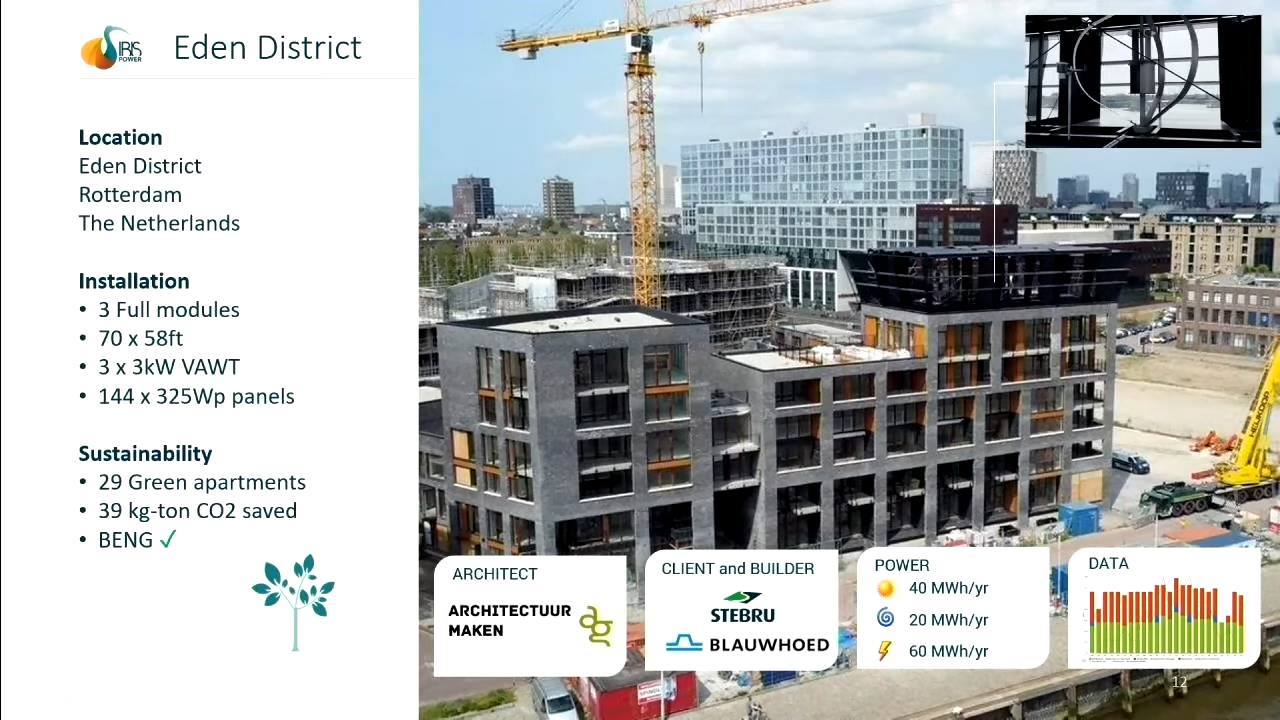 IRIS
POWER
Eden District
Location
Eden District
Rotterdam
The Netherlands
Installation
• 3 Full modules
• 70 x 58ft
• 3 x 3kW VAWT
• 144 x 325Wp panels
Sustainability
• 29 Green apartments
• 39 kg-ton CO2 saved
• BENG ✓
HEUKOOP
ARCHITECT
ARCHITECTUUR
MAKEN
ag
CLIENT and BUILDER
STEBRU
BLAUWHOED
POWER
40 MWh/yr
20 MWh/yr
60 MWh/yr
DATA
12